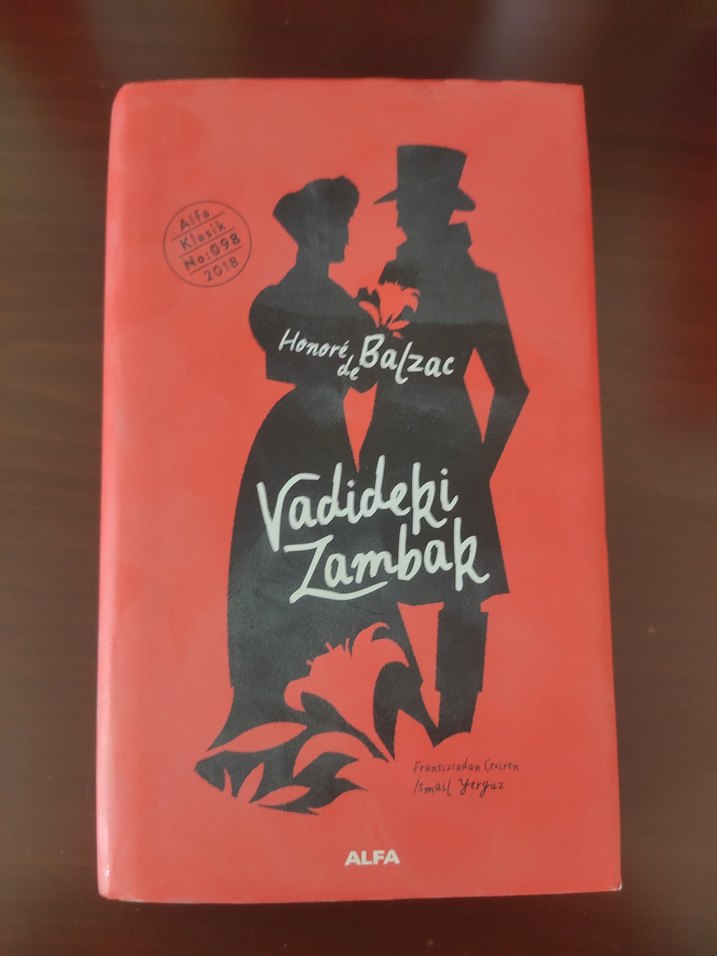 Alfa
Klasik
No:098
2018
Honoré
de
Balzac
Vadideki
Zambak
Fransızcadan Çeviren
İsmail Yerguz
ALFA